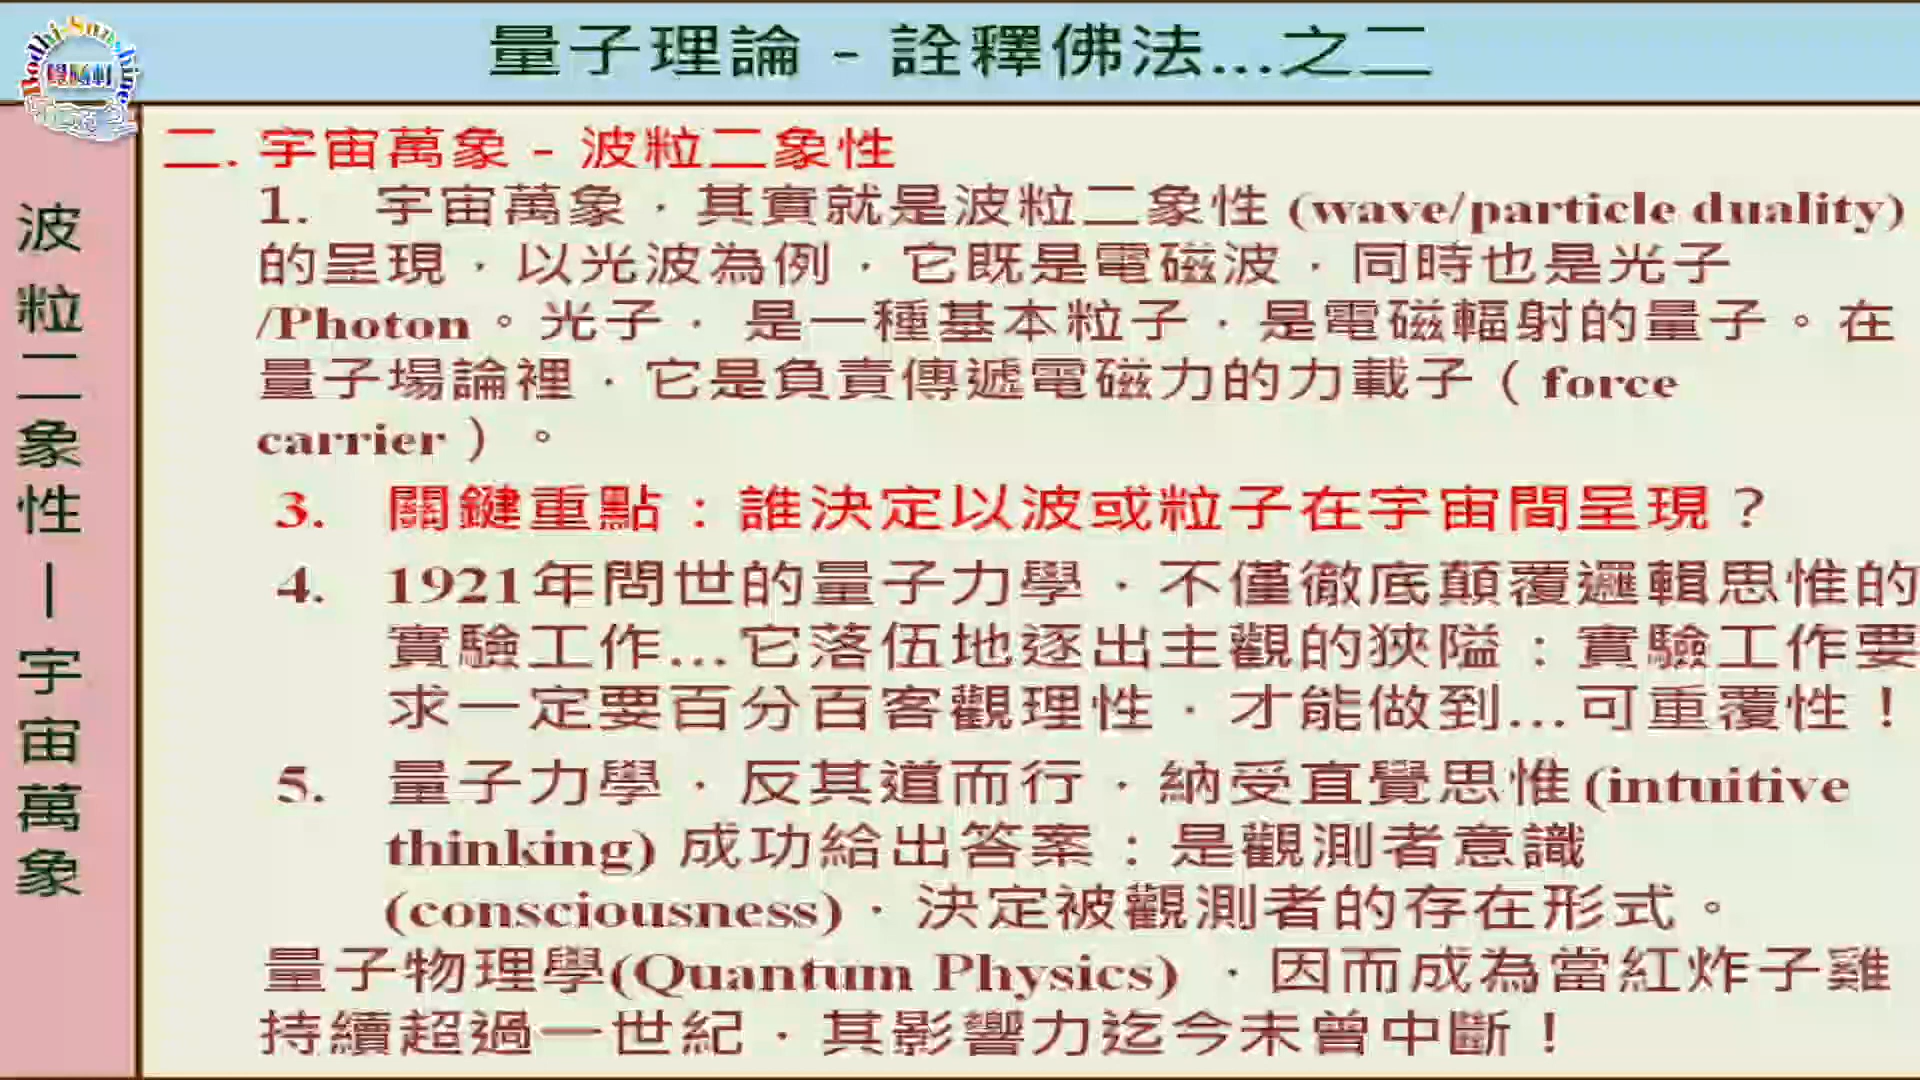 量子理論 - 詮釋佛法...之二
Bodhi Sunshine
波粒二象性－宇宙萬象
二. 宇宙萬象 - 波粒二象性
1. 宇宙萬象，其實就是波粒二象性 (wave/particle duality)
的呈現，以光波為例，它既是電磁波，同時也是光子
/Photon。光子， 是一種基本粒子，是電磁輻射的量子。在
量子場論裡，它是負責傳遞電磁力的力載子（force
carrier） 。
3. 關鍵重點：誰決定以波或粒子在宇宙間呈現？
4. 1921年問世的量子力學，不僅徹底顛覆邏輯思惟的
實驗工作...它落伍地逐出主觀的狹隘：實驗工作要
求一定要百分百客觀理性，才能做到...可重覆性！
5. 量子力學，反其道而行，納受直覺思惟(intuitive
thinking) 成功給出答案：是觀測者意識
(consciousness)，決定被觀測者的存在形式。
量子物理學(Quantum Physics) ，因而成為當紅炸子雞
持續超過一世紀，其影響力迄今未曾中斷！